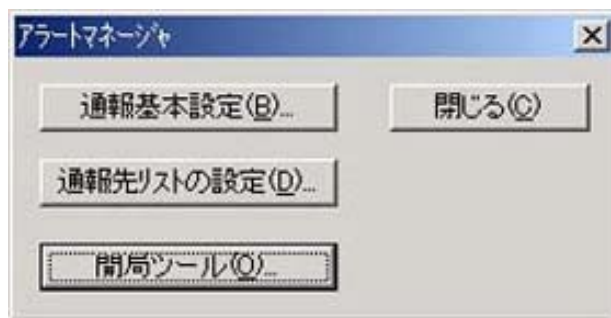 アラートマネージャ
通報基本設定(B)...
閉じる(C)
通報先リストの設定(D)...
開局ツール(O)...